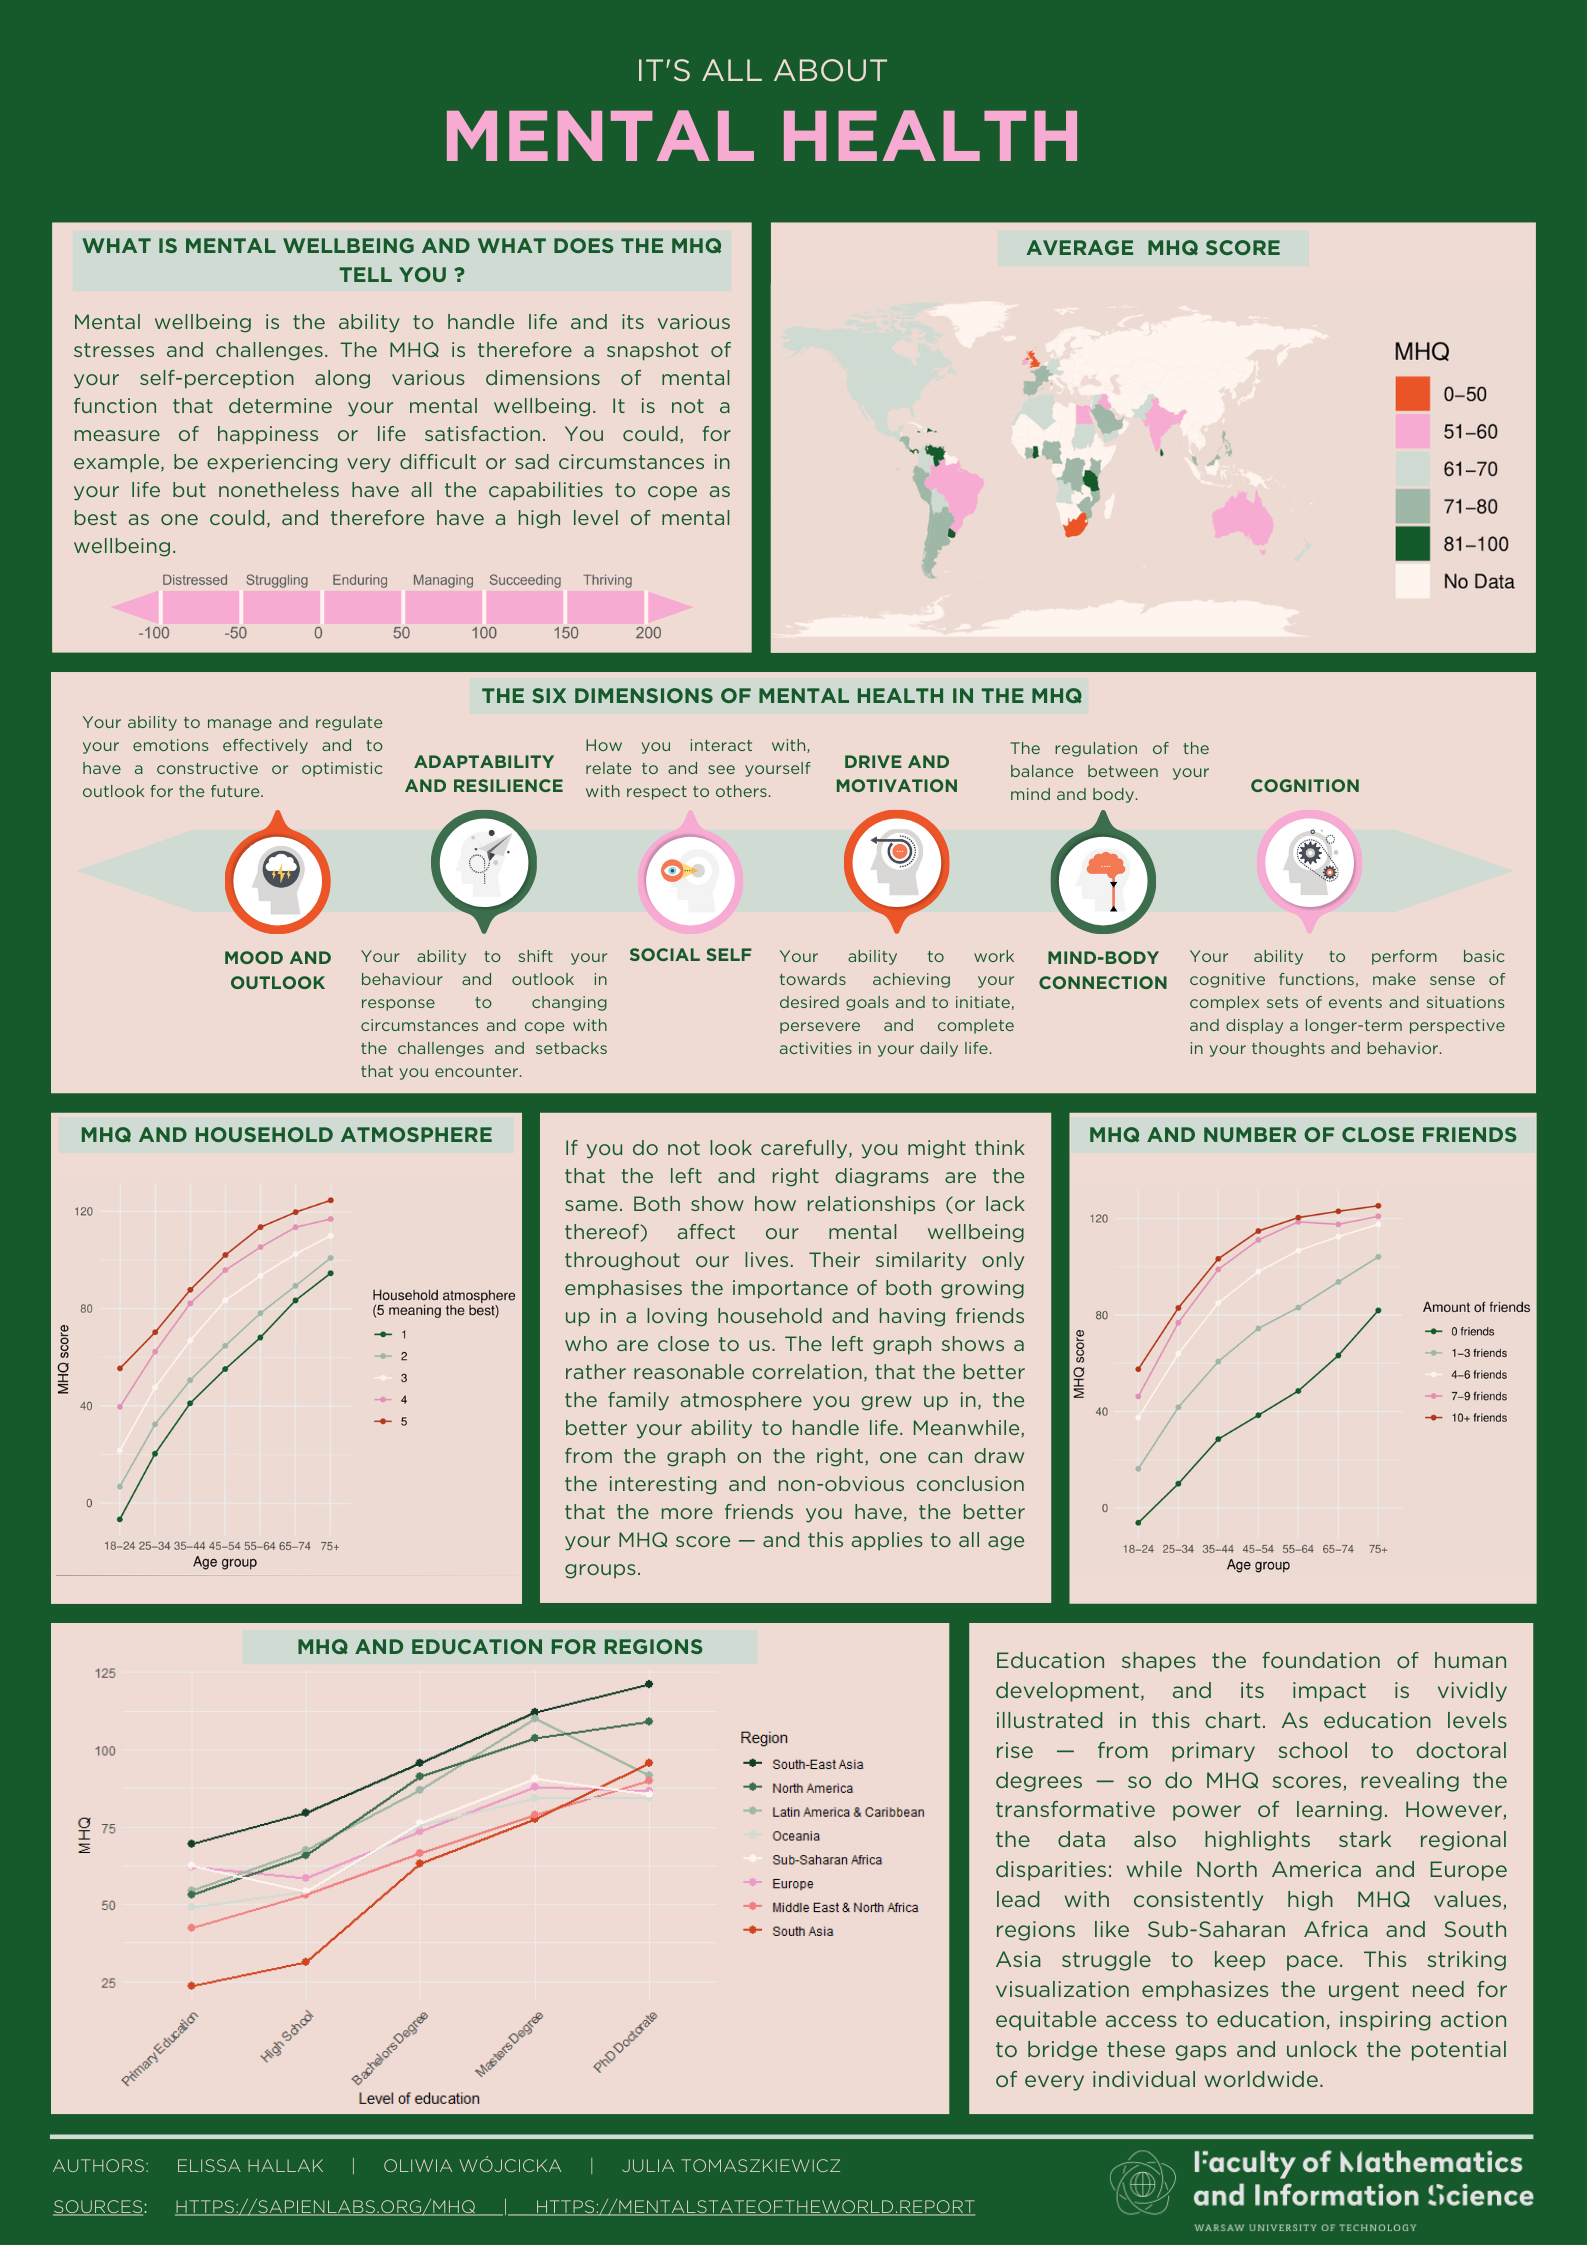 IT'S ALL ABOUT
MENTAL HEALTH
WHAT IS MENTAL WELLBEING AND WHAT DOES THE MHQ
TELL YOU ?
Mental wellbeing is the ability to handle life and its various
stresses and challenges. The MHQ is therefore a snapshot of
your self-perception along various dimensions of mental
function that determine your mental wellbeing. It is not a
measure of happiness or life satisfaction. You could, for
example, be experiencing very difficult or sad circumstances in
your life but nonetheless have all the capabilities to cope as
best as one could, and therefore have a high level of mental
wellbeing.
Distressed Struggling Enduring Managing Succeeding Thriving
-100 -50 0 50 100 150 200
AVERAGE MHQ SCORE
MHQ
0–50
51–60
61–70
71–80
81–100
No Data
THE SIX DIMENSIONS OF MENTAL HEALTH IN THE MHQ
Your ability to manage and regulate
your emotions effectively and to
have a constructive or optimistic
outlook for the future.
MOOD AND
OUTLOOK
ADAPTABILITY
AND RESILIENCE
Your ability to shift your
behaviour and outlook in
response to changing
circumstances and cope with
the challenges and setbacks
that you encounter.
How you interact with,
relate to and see yourself
with respect to others.
SOCIAL SELF
DRIVE AND
MOTIVATION
Your ability to work
towards achieving your
desired goals and to initiate,
persevere and complete
activities in your daily life.
The regulation of the
balance between your
mind and body.
MIND-BODY
CONNECTION
COGNITION
Your ability to perform basic
cognitive functions, make sense of
complex sets of events and situations
and display a longer-term perspective
in your thoughts and behavior.
MHQ AND HOUSEHOLD ATMOSPHERE
MHQ score
120
80
40
0
18–24 25–34 35–44 45–54 55–64 65–74 75+
Age group
Household atmosphere
(5 meaning the best)
1
2
3
4
5
If you do not look carefully, you might think
that the left and right diagrams are the
same. Both show how relationships (or lack
thereof) affect our mental wellbeing
throughout our lives. Their similarity only
emphasises the importance of both growing
up in a loving household and having friends
who are close to us. The left graph shows a
rather reasonable correlation, that the better
the family atmosphere you grew up in, the
better your ability to handle life. Meanwhile,
from the graph on the right, one can draw
the interesting and non-obvious conclusion
that the more friends you have, the better
your MHQ score — and this applies to all age
groups.
MHQ AND NUMBER OF CLOSE FRIENDS
MHQ score
120
80
40
0
18–24 25–34 35–44 45–54 55–64 65–74 75+
Age group
Amount of friends
0 friends
1–3 friends
4–6 friends
7–9 friends
10+ friends
MHQ AND EDUCATION FOR REGIONS
MHQ
125
100
75
50
25
Primary Education
High School
Bachelors Degree
Masters Degree
PhD Doctorate
Level of education
Region
South-East Asia
North America
Latin America & Caribbean
Oceania
Sub-Saharan Africa
Europe
Middle East & North Africa
South Asia
Education shapes the foundation of human
development, and its impact is vividly
illustrated in this chart. As education levels
rise — from primary school to doctoral
degrees — so do MHQ scores, revealing the
transformative power of learning. However,
the data also highlights stark regional
disparities: while North America and Europe
lead with consistently high MHQ values,
regions like Sub-Saharan Africa and South
Asia struggle to keep pace. This striking
visualization emphasizes the urgent need for
equitable access to education, inspiring action
to bridge these gaps and unlock the potential
of every individual worldwide.
AUTHORS: ELISSA HALLAK | OLIWIA WÓJCICKA | JULIA TOMASZKIEWICZ
SOURCES: HTTPS://SAPIENLABS.ORG/MHQ | HTTPS://MENTALSTATEOFTHEWORLD.REPORT
Faculty of Mathematics
and Information Science
WARSAW UNIVERSITY OF TECHNOLOGY